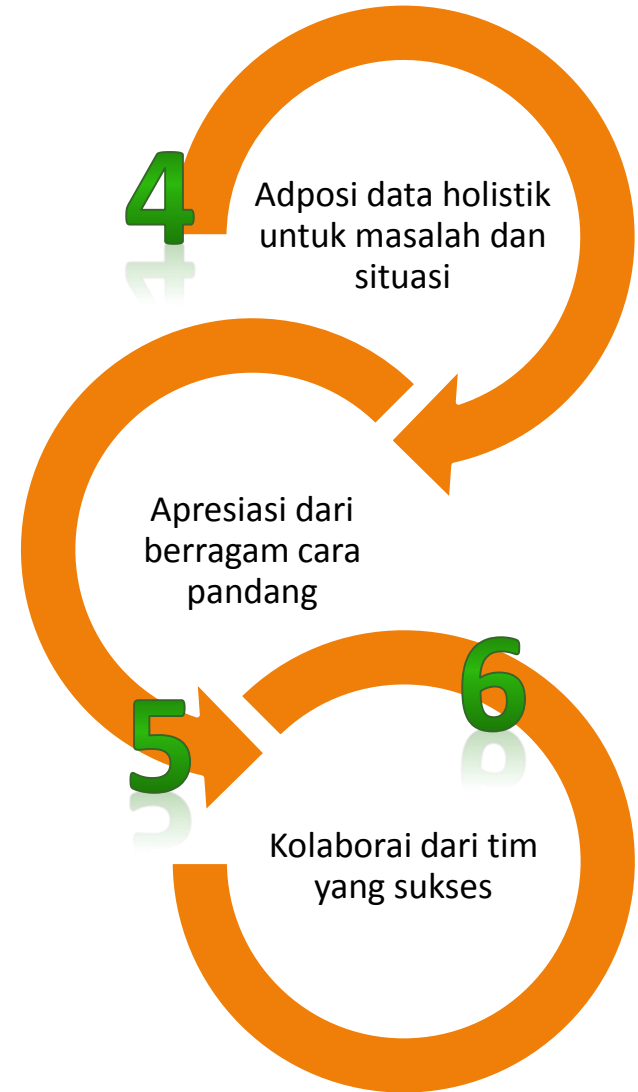 4
Adposi data holistik
untuk masalah dan
situasi
Apresiasi dari
berragam cara
pandang
5
6
Kolaborai dari tim
yang sukses